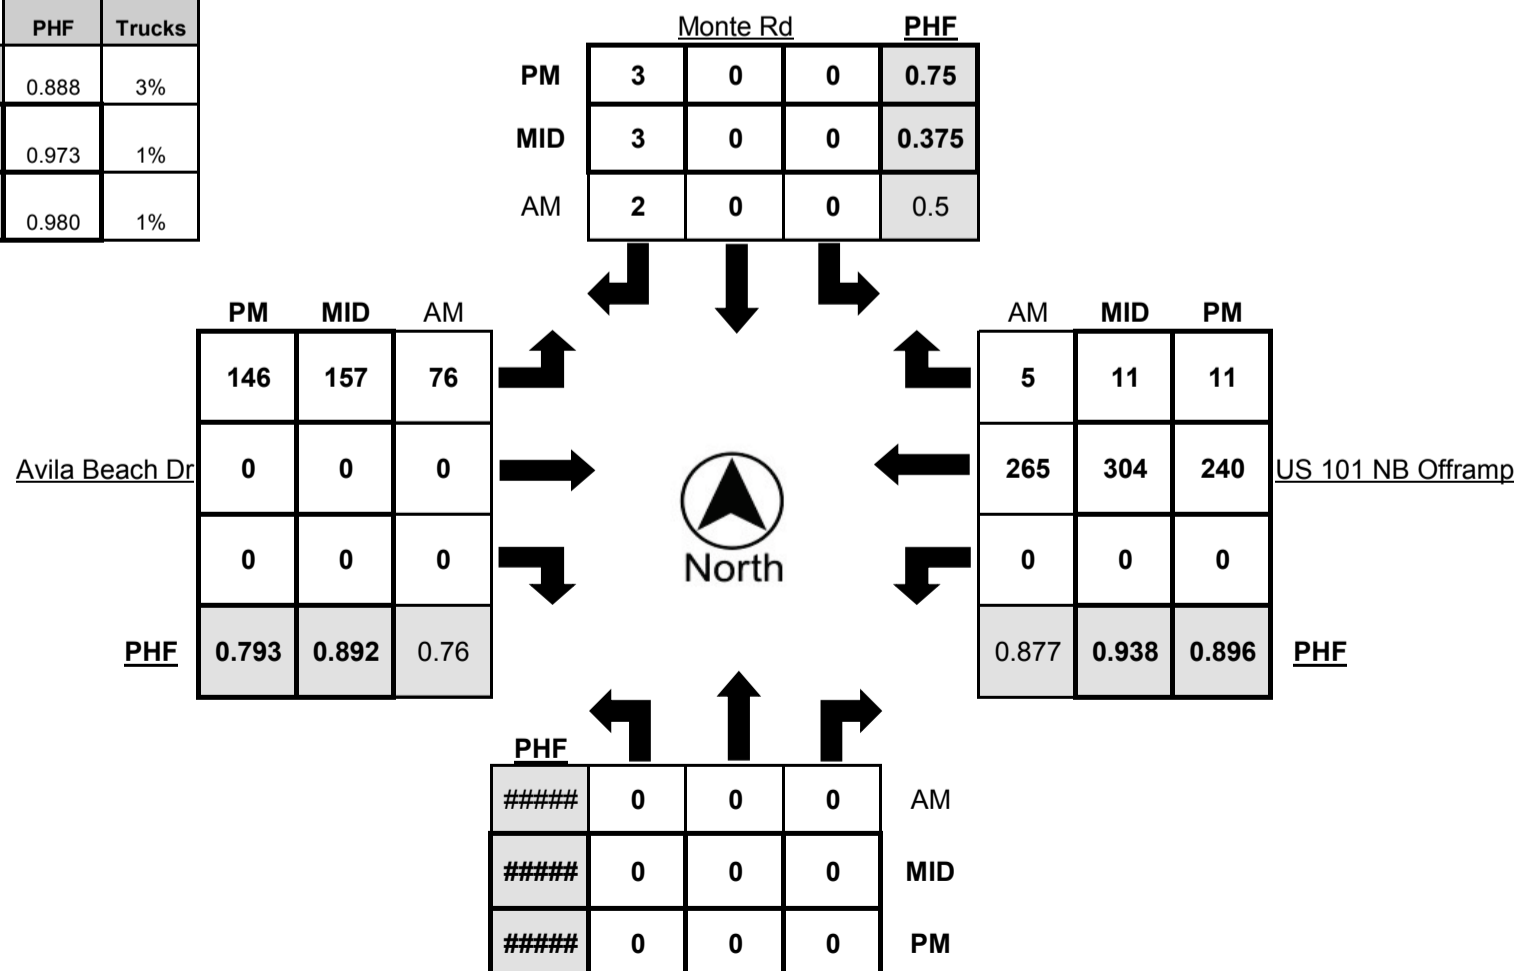 PHF Trucks
0.888 3%
0.973 1%
0.980 1%
Monte Rd PHF
PM 3 0 0 0.75
MID 3 0 0 0.375
AM 2 0 0 0.5
PM MID AM
146 157 76
Avila Beach Dr 0 0 0
0 0 0
PHF 0.793 0.892 0.76
North
AM MID PM
5 11 11
265 304 240 US 101 NB Offramp
0 0 0
0.877 0.938 0.896 PHF
PHF
##### 0 0 0 AM
##### 0 0 0 MID
##### 0 0 0 PM